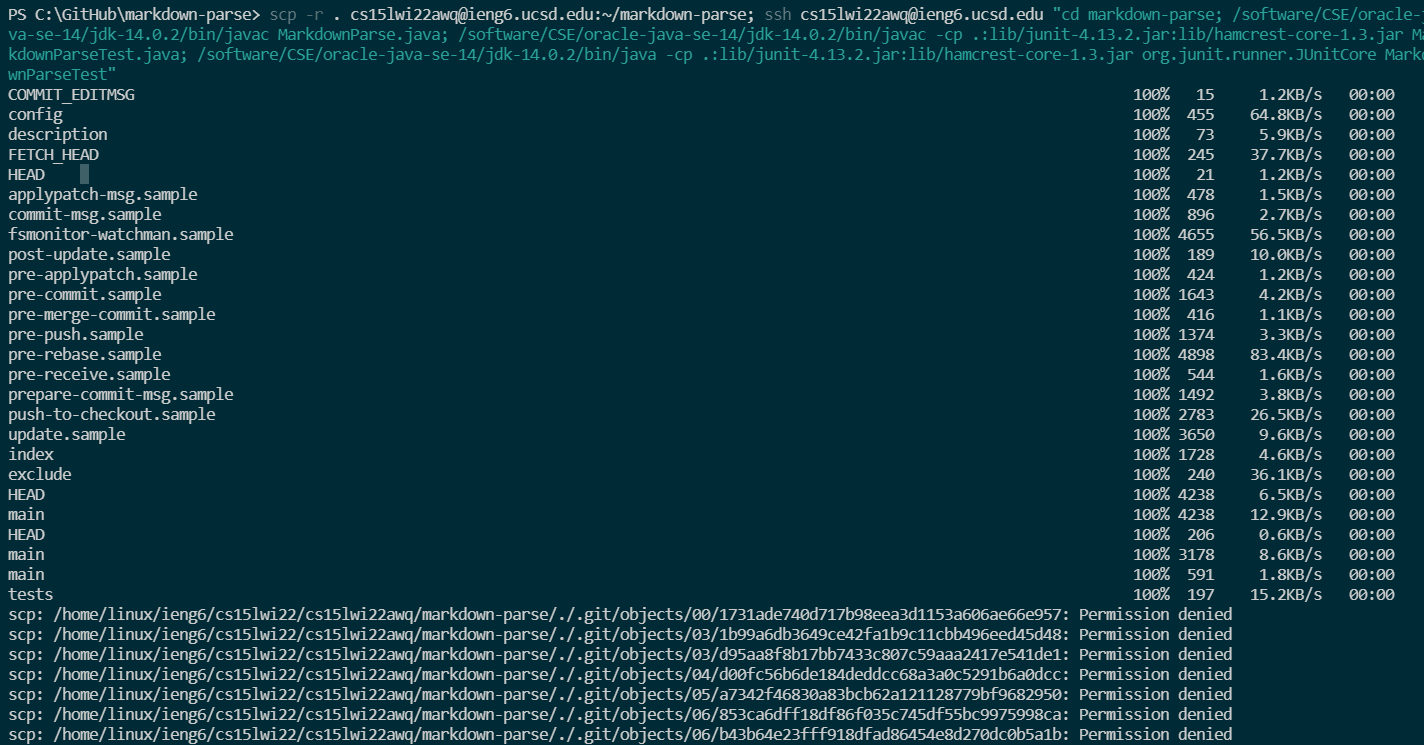 PS C:\GitHub\markdown-parse> scp -r . cs15lwi22awq@ieng6.ucsd.edu:~/markdown-parse; ssh cs15lwi22awq@ieng6.ucsd.edu "cd markdown-parse; /software/CSE/oracle-
va-se-14/jdk-14.0.2/bin/javac MarkdownParse.java; /software/CSE/oracle-java-se-14/jdk-14.0.2/bin/javac -cp .:lib/junit-4.13.2.jar:lib/hamcrest-core-1.3.jar Ma
kdownParseTest.java; /software/CSE/oracle-java-se-14/jdk-14.0.2/bin/java -cp .:lib/junit-4.13.2.jar:lib/hamcrest-core-1.3.jar org.junit.runner.JUnitCore Mark
wnParseTest"
COMMIT_EDITMSG 100% 15 1.2KB/s 00:00
config 100% 455 64.8KB/s 00:00
description 100% 73 5.9KB/s 00:00
FETCH_HEAD 100% 245 37.7KB/s 00:00
HEAD 100% 21 1.2KB/s 00:00
applypatch-msg.sample 100% 478 1.5KB/s 00:00
commit-msg.sample 100% 896 2.7KB/s 00:00
fsmonitor-watchman.sample 100% 4655 56.5KB/s 00:00
post-update.sample 100% 189 10.0KB/s 00:00
pre-applypatch.sample 100% 424 1.2KB/s 00:00
pre-commit.sample 100% 1643 4.2KB/s 00:00
pre-merge-commit.sample 100% 416 1.1KB/s 00:00
pre-push.sample 100% 1374 3.3KB/s 00:00
pre-rebase.sample 100% 4898 83.4KB/s 00:00
pre-receive.sample 100% 544 1.6KB/s 00:00
prepare-commit-msg.sample 100% 1492 3.8KB/s 00:00
push-to-checkout.sample 100% 2783 26.5KB/s 00:00
update.sample 100% 3650 9.6KB/s 00:00
index 100% 1728 4.6KB/s 00:00
exclude 100% 240 36.1KB/s 00:00
HEAD 100% 4238 6.5KB/s 00:00
main 100% 4238 12.9KB/s 00:00
HEAD 100% 206 0.6KB/s 00:00
main 100% 3178 8.6KB/s 00:00
main 100% 591 1.8KB/s 00:00
tests 100% 197 15.2KB/s 00:00
scp: /home/linux/ieng6/cs15lwi22/cs15lwi22awq/markdown-parse/./.git/objects/00/1731ade740d717b98eea3d1153a606ae66e957: Permission denied
scp: /home/linux/ieng6/cs15lwi22/cs15lwi22awq/markdown-parse/./.git/objects/03/1b99a6db3649ce42fa1b9c11cbb496eed45d48: Permission denied
scp: /home/linux/ieng6/cs15lwi22/cs15lwi22awq/markdown-parse/./.git/objects/03/d95aa8f8b17bb7433c807c59aaa2417e541de1: Permission denied
scp: /home/linux/ieng6/cs15lwi22/cs15lwi22awq/markdown-parse/./.git/objects/04/d00fc56b6de184deddcc68a3a0c5291b6a0dcc: Permission denied
scp: /home/linux/ieng6/cs15lwi22/cs15lwi22awq/markdown-parse/./.git/objects/05/a7342f46830a83bcb62a121128779bf9682950: Permission denied
scp: /home/linux/ieng6/cs15lwi22/cs15lwi22awq/markdown-parse/./.git/objects/06/853ca6dff18df86f035c745df55bc9975998ca: Permission denied
scp: /home/linux/ieng6/cs15lwi22/cs15lwi22awq/markdown-parse/./.git/objects/06/b43b64e23fff918dfad86454e8d270dc0b5a1b: Permission denied